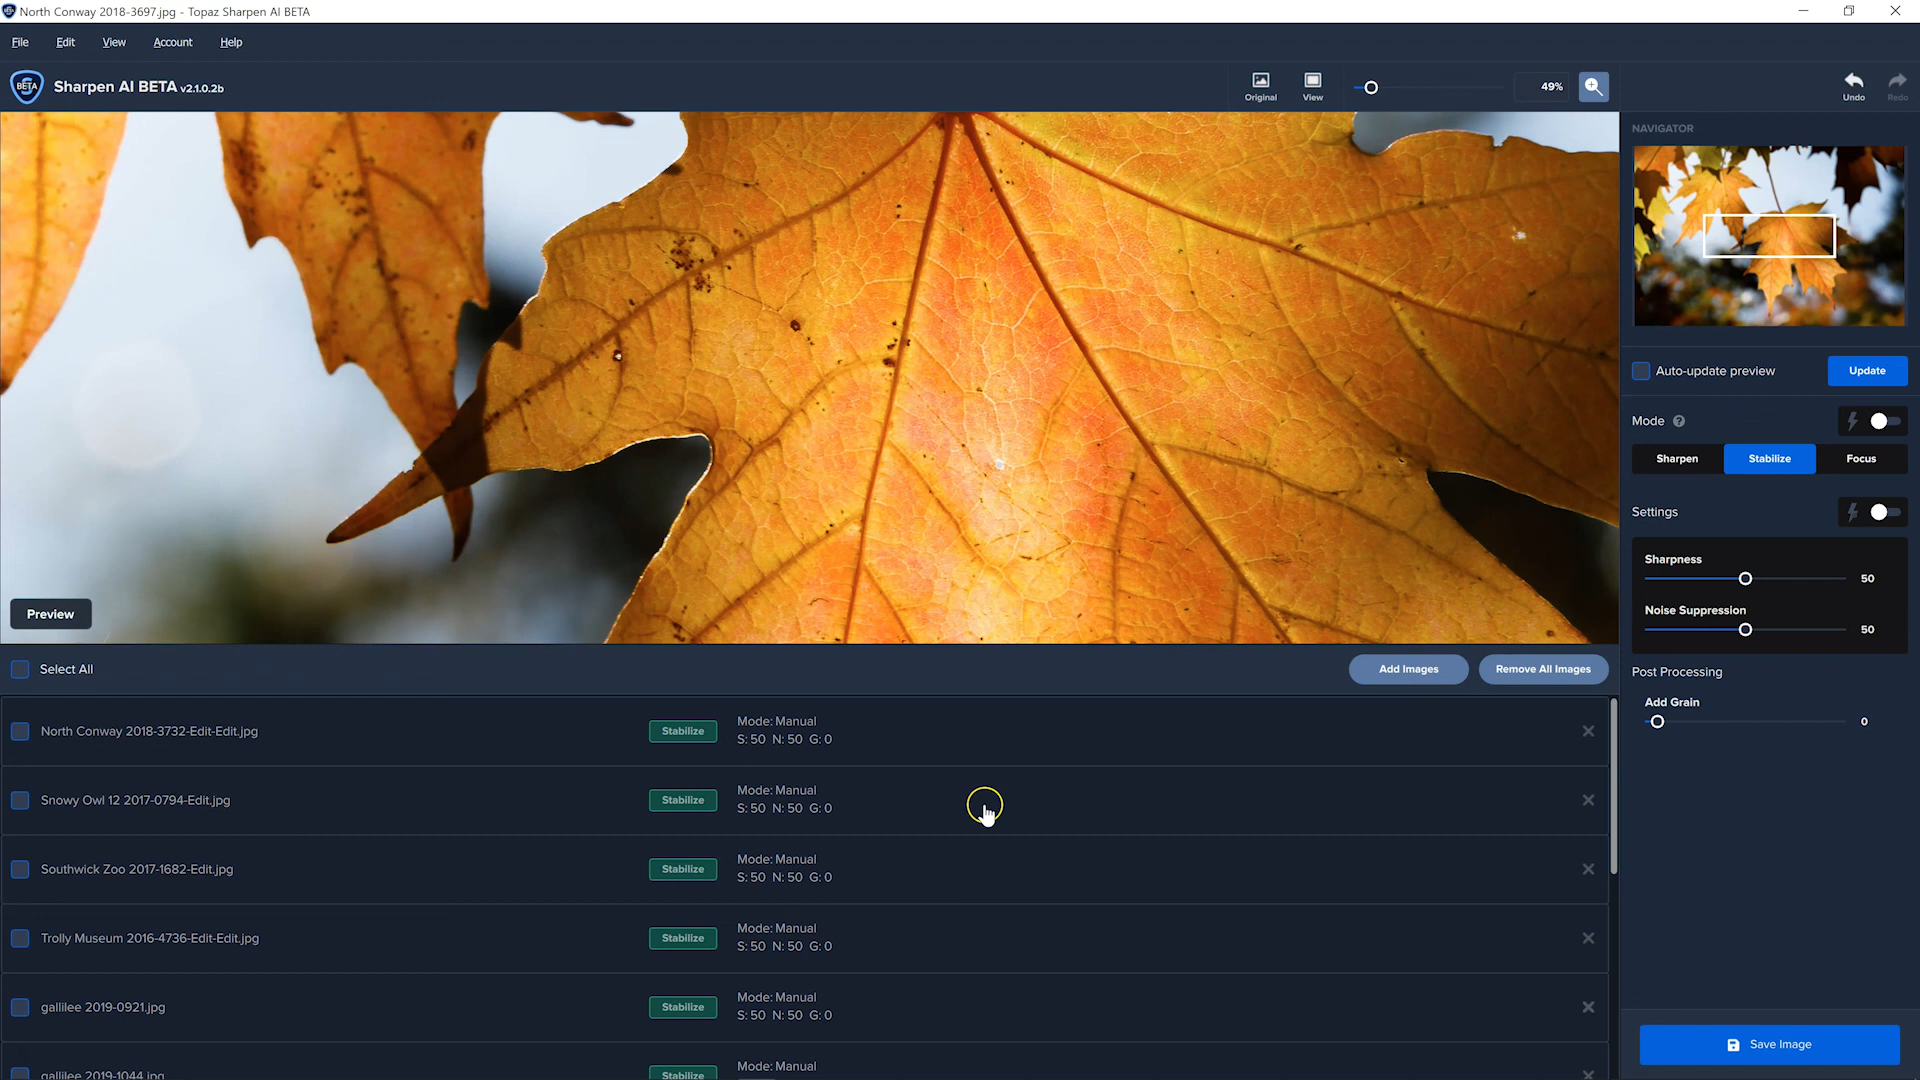 North Conway 2018-3697.jpg - Topaz Sharpen AI BETA
File Edit View Account Help
BETA Sharpen AI BETA v2.1.0.2b
Original View 49% Undo Redo
NAVIGATOR
Auto-update preview Update
Mode ?
Sharpen Stabilize Focus
Settings
Sharpness
50
Noise Suppression
50
Post Processing
Add Grain
0
Preview
Select All Add Images Remove All Images
North Conway 2018-3732-Edit-Edit.jpg Stabilize Mode: Manual
S: 50 N: 50 G: 0
Snowy Owl 12 2017-0794-Edit.jpg Stabilize Mode: Manual
S: 50 N: 50 G: 0
Southwick Zoo 2017-1682-Edit.jpg Stabilize Mode: Manual
S: 50 N: 50 G: 0
Trolly Museum 2016-4736-Edit-Edit.jpg Stabilize Mode: Manual
S: 50 N: 50 G: 0
gallilee 2019-0921.jpg Stabilize Mode: Manual
S: 50 N: 50 G: 0
gallilee 2019-1044.jpg Stabilize Mode: Manual
Save Image